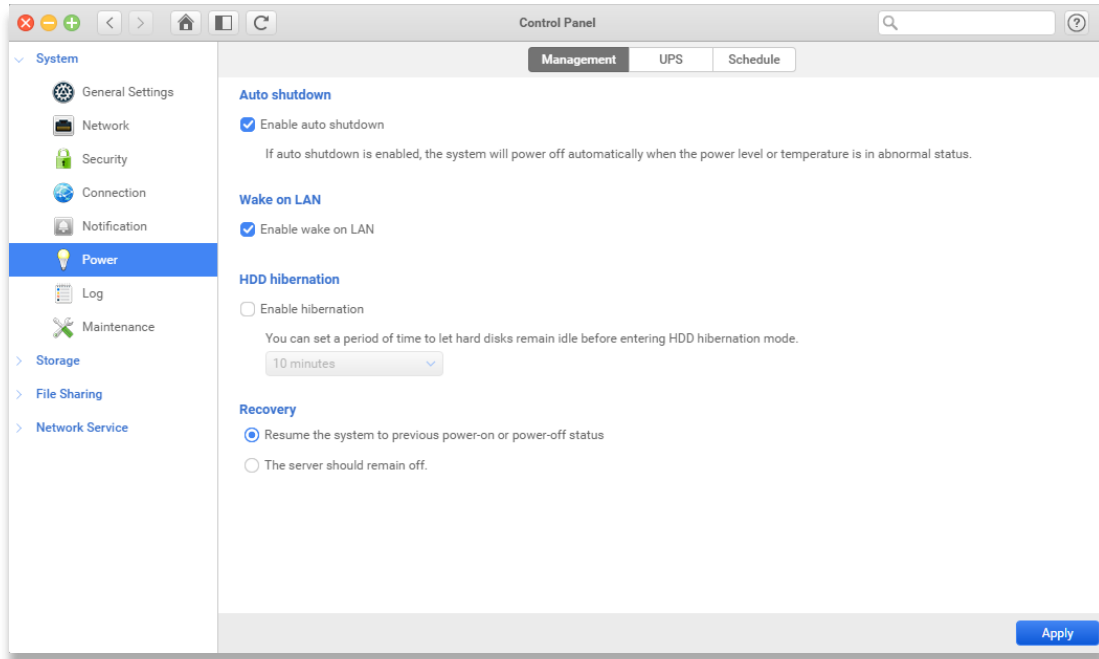 Control Panel
System
General Settings
Network
Security
Connection
Notification
Power
Log
Maintenance
Storage
File Sharing
Network Service
Management UPS Schedule
Auto shutdown
Enable auto shutdown
If auto shutdown is enabled, the system will power off automatically when the power level or temperature is in abnormal status.
Wake on LAN
Enable wake on LAN
HDD hibernation
Enable hibernation
You can set a period of time to let hard disks remain idle before entering HDD hibernation mode.
10 minutes
Recovery
Resume the system to previous power-on or power-off status
The server should remain off.
Apply